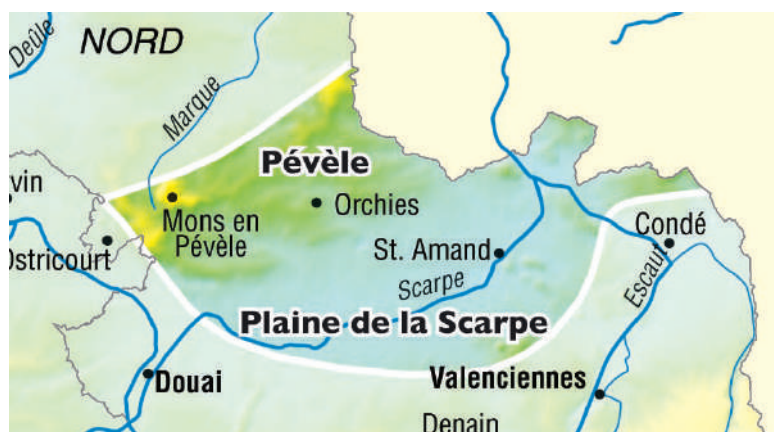 NORD
Deûle
Marque
Pévèle
vin
Mons en
Pévèle
Orchies
Ostricourt
St. Amand
Condé
Scarpe
Escaut
Plaine de la Scarpe
Douai
Valenciennes
Denain